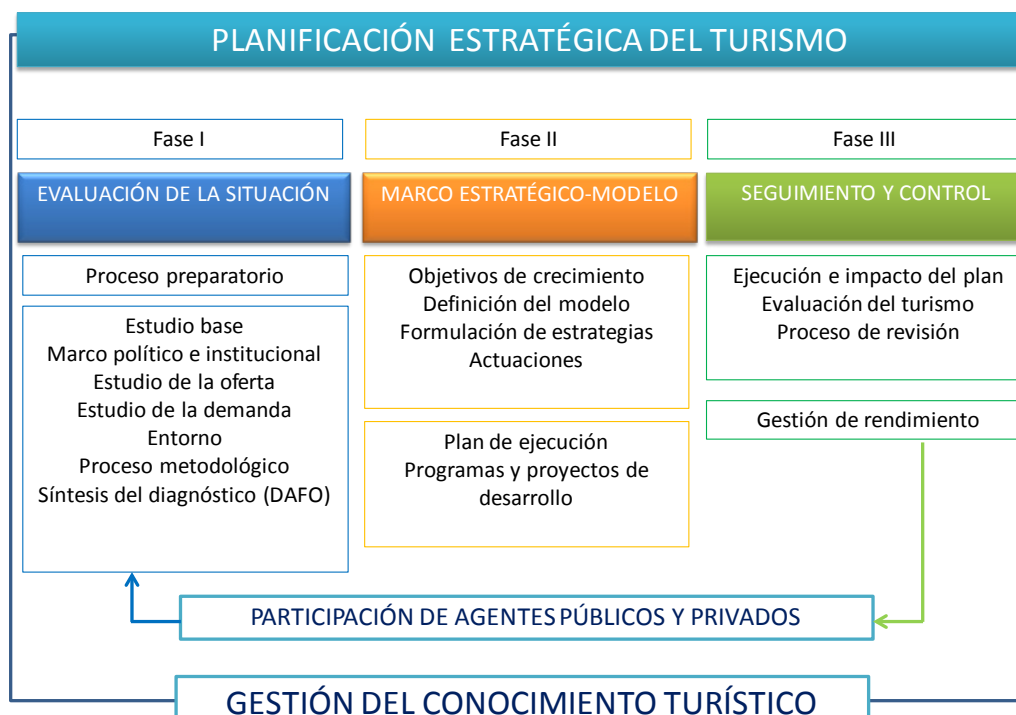 PLANIFICACIÓN ESTRATÉGICA DEL TURISMO
Fase I
EVALUACIÓN DE LA SITUACIÓN
Proceso preparatorio
Estudio base
Marco político e institucional
Estudio de la oferta
Estudio de la demanda
Entorno
Proceso metodológico
Síntesis del diagnóstico (DAFO)
Fase II
MARCO ESTRATÉGICO-MODELO
Objetivos de crecimiento
Definición del modelo
Formulación de estrategias
Actuaciones
Plan de ejecución
Programas y proyectos de
desarrollo
Fase III
SEGUIMIENTO Y CONTROL
Ejecución e impacto del plan
Evaluación del turismo
Proceso de revisión
Gestión de rendimiento
PARTICIPACIÓN DE AGENTES PÚBLICOS Y PRIVADOS
GESTIÓN DEL CONOCIMIENTO TURÍSTICO